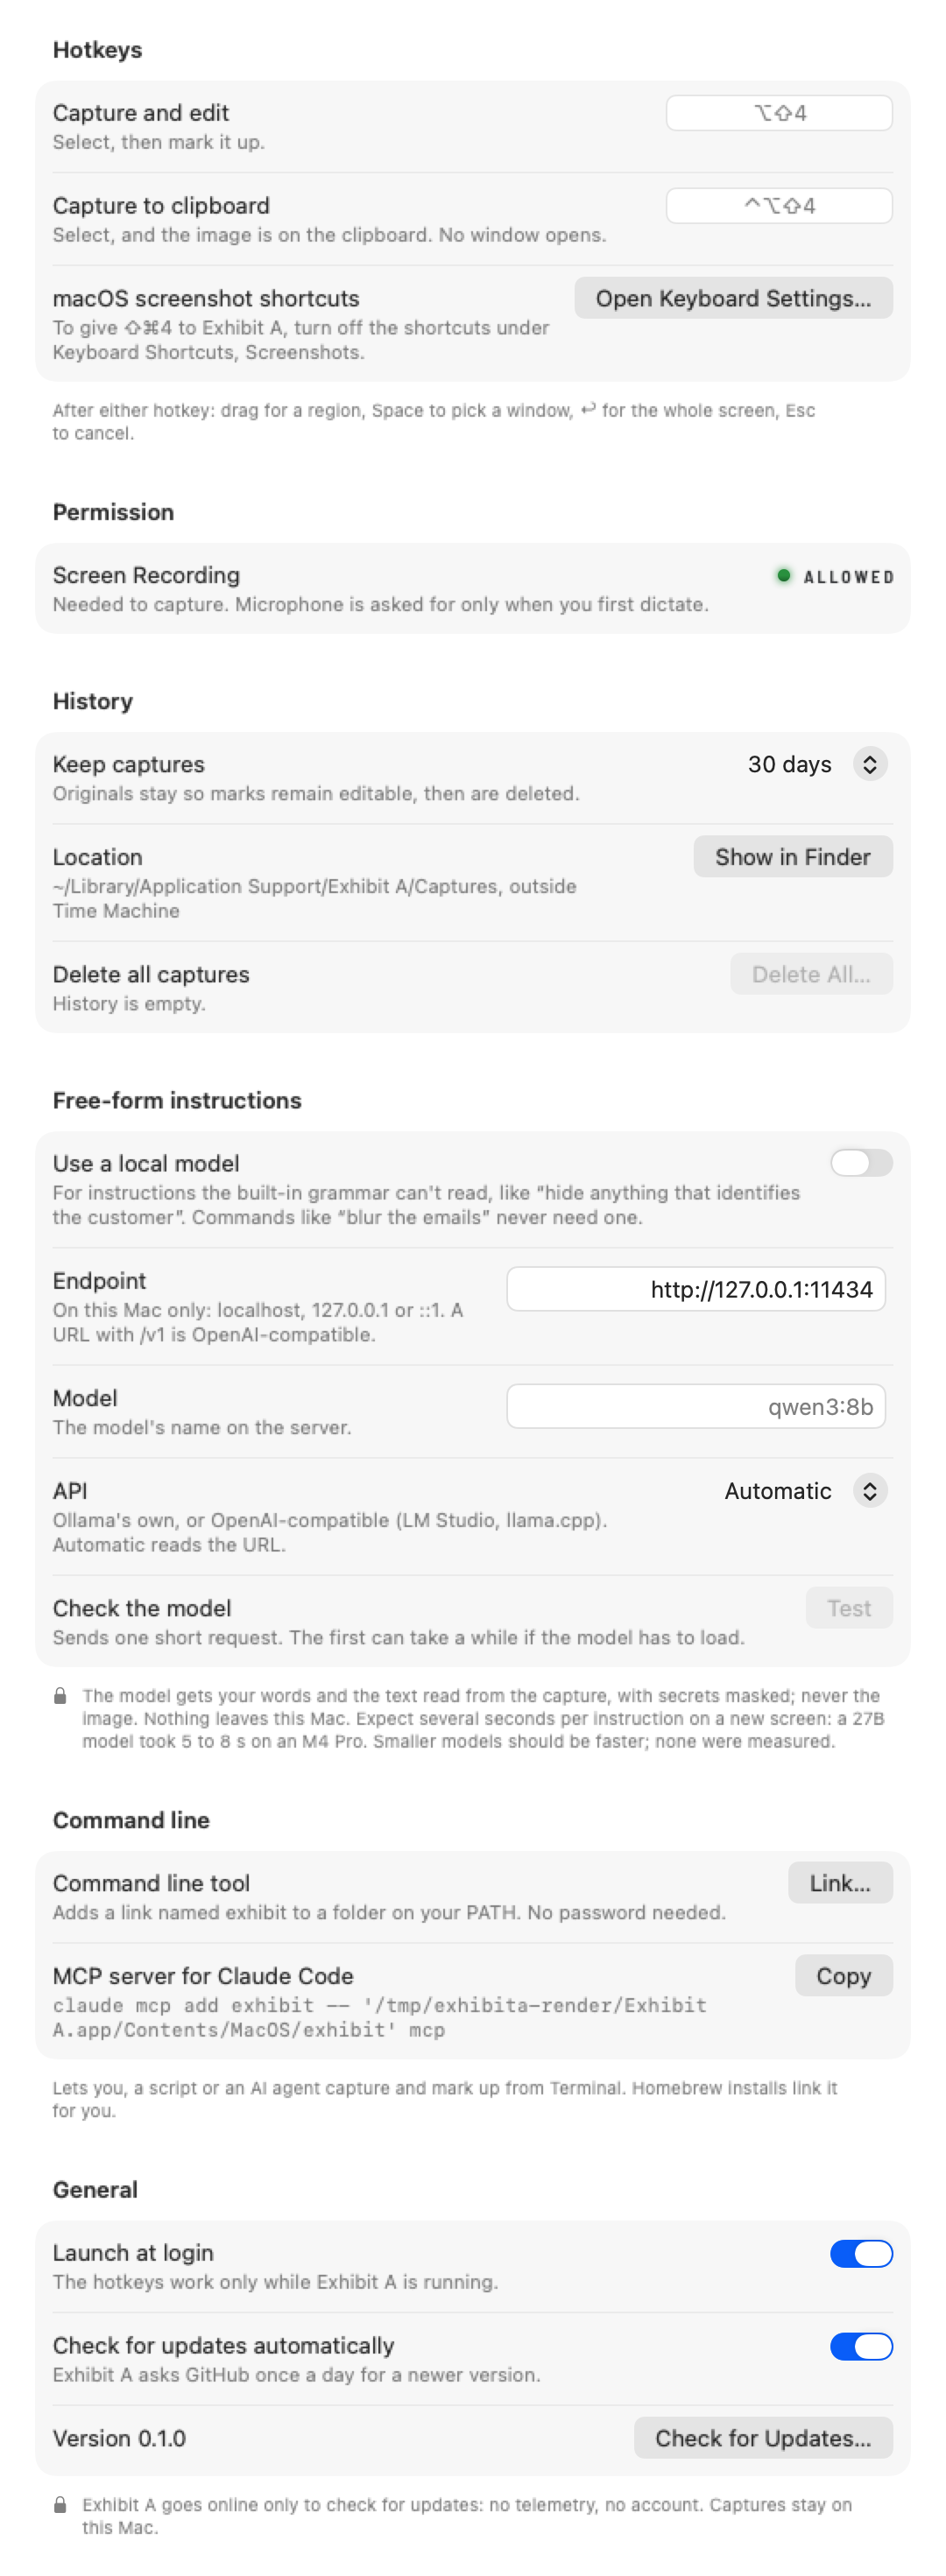 Hotkeys
Capture and edit
⌥⇧4
Select, then mark it up.
Capture to clipboard
^⌥⇧4
Select, and the image is on the clipboard. No window opens.
macOS screenshot shortcuts
Open Keyboard Settings...
To give ⇧⌘4 to Exhibit A, turn off the shortcuts under
Keyboard Shortcuts, Screenshots.
After either hotkey: drag for a region, Space to pick a window, ↩ for the whole screen, Esc
to cancel.
Permission
Screen Recording
ALLOWED
Needed to capture. Microphone is asked for only when you first dictate.
History
Keep captures
30 days
Originals stay so marks remain editable, then are deleted.
Location
Show in Finder
~/Library/Application Support/Exhibit A/Captures, outside
Time Machine
Delete all captures
Delete All...
History is empty.
Free-form instructions
Use a local model
For instructions the built-in grammar can't read, like “hide anything that identifies
the customer”. Commands like “blur the emails” never need one.
Endpoint
http://127.0.0.1:11434
On this Mac only: localhost, 127.0.0.1 or ::1. A
URL with /v1 is OpenAI-compatible.
Model
qwen3:8b
The model's name on the server.
API
Automatic
Ollama's own, or OpenAI-compatible (LM Studio, llama.cpp).
Automatic reads the URL.
Check the model
Test
Sends one short request. The first can take a while if the model has to load.
The model gets your words and the text read from the capture, with secrets masked; never the
image. Nothing leaves this Mac. Expect several seconds per instruction on a new screen: a 27B
model took 5 to 8 s on an M4 Pro. Smaller models should be faster; none were measured.
Command line
Command line tool
Link...
Adds a link named exhibit to a folder on your PATH. No password needed.
MCP server for Claude Code
Copy
claude mcp add exhibit -- '/tmp/exhibita-render/Exhibit
A.app/Contents/MacOS/exhibit' mcp
Lets you, a script or an AI agent capture and mark up from Terminal. Homebrew installs link it
for you.
General
Launch at login
The hotkeys work only while Exhibit A is running.
Check for updates automatically
Exhibit A asks GitHub once a day for a newer version.
Version 0.1.0
Check for Updates...
Exhibit A goes online only to check for updates: no telemetry, no account. Captures stay on
this Mac.